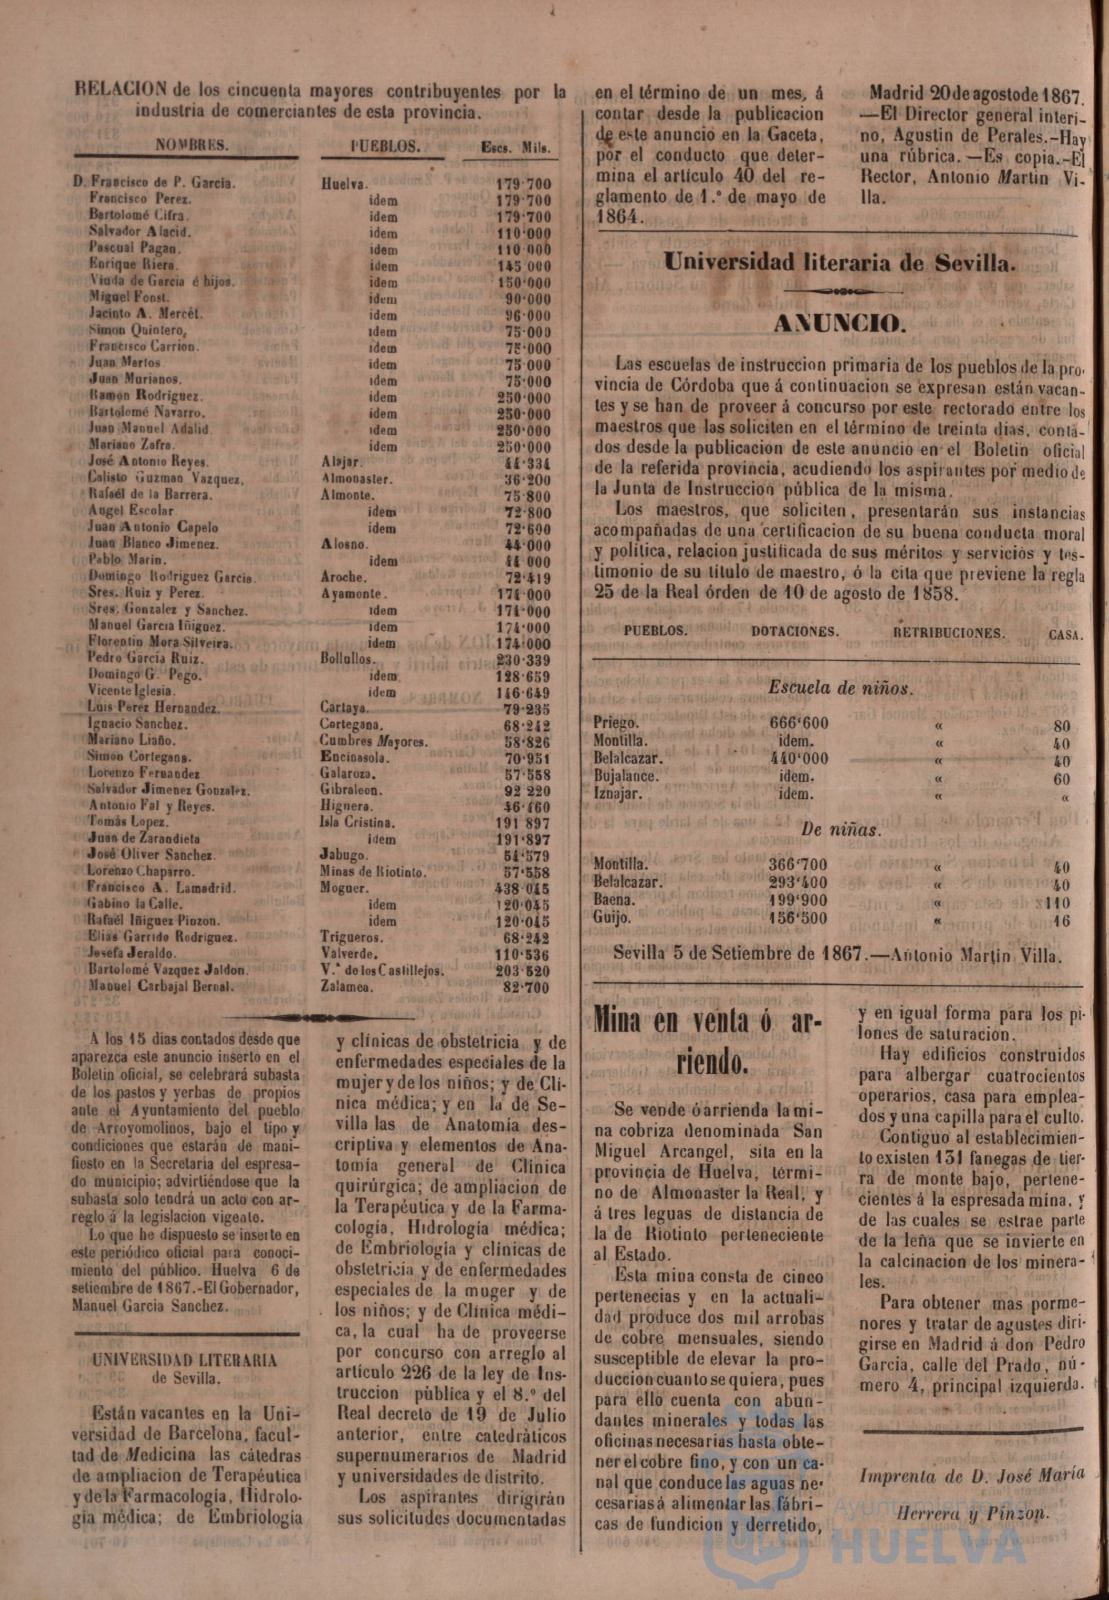 RELACION de los cincuenta mayores contribuyentes por la
industria de comerciantes de esta provincia.
NOMBRES. PUEBLOS. Escs. Mils.
D. Francisco de P. Garcia. Huelva. 179·700
Francisco Perez. idem 179·700
Bartolomé Cifra. idem 179·700
Salvador Alacid. idem 110·000
Pascual Pagan. idem 110 000
Enrique Riera. idem 145 000
Viuda de Garcia é hijos. idem 150·000
Miguel Fonst. idem 90·000
Jacinto A. Mercét. idem 96·000
Simon Quintero, idem 75·000
Francisco Carrion. idem 75·000
Juan Martos idem 75·000
Juan Murianos. idem 75·000
Ramon Rodriguez. idem 250·000
Bartolomé Navarro, idem 250·000
Juan Manuel Adalid. idem 250·000
Mariano Zafra. idem 250·000
José Antonio Reyes. Alajar. 44·334
Calisto Guzman Vazquez, Almonaster. 36·200
Rafaél de la Barrera. Almonte. 75·800
Angel Escolar idem 72·800
Juan Antonio Capelo idem 72·600
Juan Blanco Jimenez. Alosno. 44·000
Pablo Marin. idem 44·000
Domingo Rodriguez Garcia. Aroche. 72·419
Sres. Ruiz y Perez. Ayamonte. 174·000
Sres. Gonzalez y Sanchez. idem 174·000
Manuel Garcia Iñiguez. idem 174·000
Florentin Mora Silveira. idem 174·000
Pedro Garcia Ruiz. Bollullos. 230·339
Domingo G. Pego. idem 128·659
Vicente Iglesia. idem 146·649
Luis Perez Hernandez. Cartaya. 79·235
Ignacio Sanchez. Cortegana. 68·242
Mariano Liaño. Cumbres Mayores. 58·826
Simon Cortegana. Encinasola. 70·951
Lorenzo Fernandez Galaroza. 57·558
Salvador Jimenez Gonzalez. Gibraleon. 92 220
Antonio Fal y Reyes. Higuera. 46·460
Tomás Lopez. Isla Cristina. 191 897
Juan de Zarandieta idem 191·897
José Oliver Sanchez. Jabugo. 54·579
Lorenzo Chaparro. Minas de Riotinto. 57·558
Francisco A. Lamadrid. Moguer. 438·045
Gabino la Calle. idem 120·045
Rafaél Iñiguez Pinzon. idem 120·045
Elias Garrido Rodriguez. Trigueros. 68·242
Josefa Jeraldo. Valverde. 110·536
Bartolomé Vazquez Jaldon. V.ª de los Castillejos. 203·520
Manuel Carbajal Bernal. Zalamea. 82·700
A los 15 dias contados desde que
aparezca este anuncio inserto en el
Boletin oficial, se celebrará subasta
de los pastos y yerbas de propios
ante el Ayuntamiento del pueblo
de Arroyomolinos, bajo el tipo y
condiciones que estarán de mani-
fiesto en la Secretaria del espresa-
do municipio; advirtiéndose que la
subasta solo tendrá un acto con ar-
reglo á la legislacion vigente.
Lo que he dispuesto se inserte en
este periódico oficial para conoci-
miento del público. Huelva 6 de
setiembre de 1867.-El Gobernador,
Manuel Garcia Sanchez.
UNIVERSIDAD LITERARIA
de Sevilla.
Están vacantes en la Uni-
versidad de Barcelona, facul-
tad de Medicina las cátedras
de ampliacion de Terapéutica
y de la Farmacología, Hidrolo-
gía médica; de Embriología
y clínicas de obstetricia y de
enfermedades especiales de la
mujer y de los niños; y de Clí-
nica médica; y en la de Se-
villa las de Anatomía des-
criptiva y elementos de Ana-
tomía general de Clínica
quirúrgica; de ampliacion de
la Terapéutica y de la Farma-
cología, Hidrología médica;
de Embriología y clínicas de
obstetricia y de enfermedades
especiales de la muger y de
los niños; y de Clínica médi-
ca, la cual ha de proveerse
por concurso con arreglo al
artículo 226 de la ley de Ins-
truccion pública y el 8.º del
Real decreto de 19 de Julio
anterior, entre catedráticos
supernumerarios de Madrid
y universidades de distrito.
Los aspirantes dirigirán
sus solicitudes documentadas
en el término de un mes, á
contar desde la publicacion
de este anuncio en la Gaceta,
por el conducto que deter-
mina el artículo 40 del re-
glamento de 1.º de mayo de
1864.
Madrid 20 de agosto de 1867.
—El Director general interi-
no, Agustin de Perales.-Hay
una rúbrica.—Es copia.-El
Rector, Antonio Martin Vi-
lla.
Universidad literaria de Sevilla.
ANUNCIO.
Las escuelas de instruccion primaria de los pueblos de la pro-
vincia de Córdoba que á continuacion se expresan están vacan-
tes y se han de proveer á concurso por este rectorado entre los
maestros que las soliciten en el término de treinta dias, conta-
dos desde la publicacion de este anuncio en el Boletin oficial
de la referida provincia, acudiendo los aspirantes por medio de
la Junta de Instruccion pública de la misma.
Los maestros, que soliciten, presentarán sus instancias
acompañadas de una certificacion de su buena conducta moral
y politica, relacion justificada de sus méritos y servicios y tes-
timonio de su título de maestro, ó la cita que previene la regla
25 de la Real órden de 10 de agosto de 1858.
PUEBLOS. DOTACIONES. RETRIBUCIONES. CASA.
Escuela de niños.
Priego. 666'600 « 80
Montilla. idem. « 40
Belalcazar. 440'000 « 40
Bujalance. idem. « 60
Iznajar. idem. « «
De niñas.
Montilla. 366'700 « 40
Belalcazar. 293'400 « 40
Baena. 199'900 « 110
Guijo. 156'500 « 16
Sevilla 5 de Setiembre de 1867.—Antonio Martin Villa.
Mina en venta ó ar-
riendo.
Se vende ó arrienda la mi-
na cobriza denominada San
Miguel Arcangel, sita en la
provincia de Huelva, térmi-
no de Almonaster la Real, y
á tres leguas de distancia de
la de Riotinto perteneciente
al Estado.
Esta mina consta de cinco
pertenecias y en la actuali-
dad produce dos mil arrobas
de cobre mensuales, siendo
susceptible de elevar la pro-
duccion cuanto se quiera, pues
para ello cuenta con abun-
dantes minerales y todas las
oficinas necesarias hasta obte-
ner el cobre fino, y con un ca-
nal que conduce las aguas ne-
cesarias á alimentar las fábri-
cas de fundicion y derretido,
y en igual forma para los pi-
lones de saturacion.
Hay edificios construidos
para albergar cuatrocientos
operarios, casa para emplea-
dos y una capilla para el culto.
Contiguo al establecimien-
to existen 131 fanegas de tier-
ra de monte bajo, pertene-
cientes á la espresada mina, y
de las cuales se estrae parte
de la leña que se invierte en
la calcinacion de los minera-
les.
Para obtener mas porme-
nores y tratar de agustes diri-
girse en Madrid á don Pedro
Garcia, calle del Prado, nú-
mero 4, principal izquierda.
Imprenta de D. José María
Herrera y Pinzon.
Ayuntamiento de
HUELVA